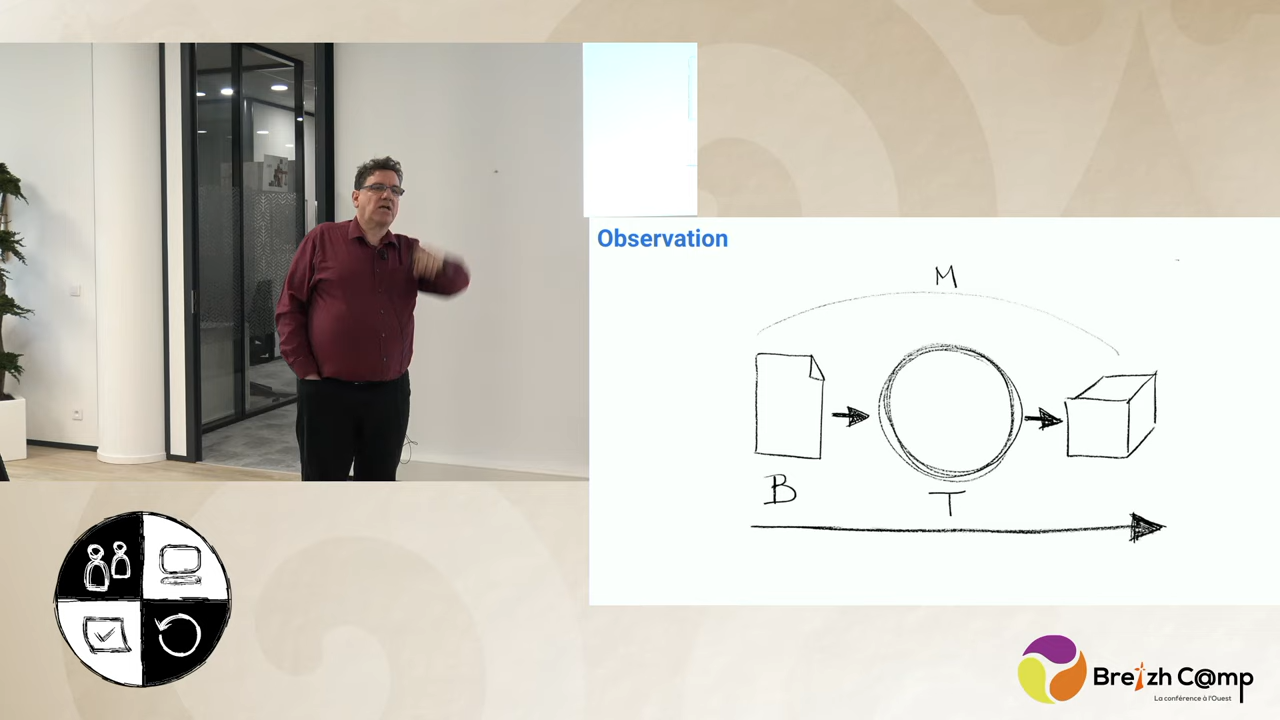 Observation
M
B
T
Breizh C@mp
La conférence à l'Ouest